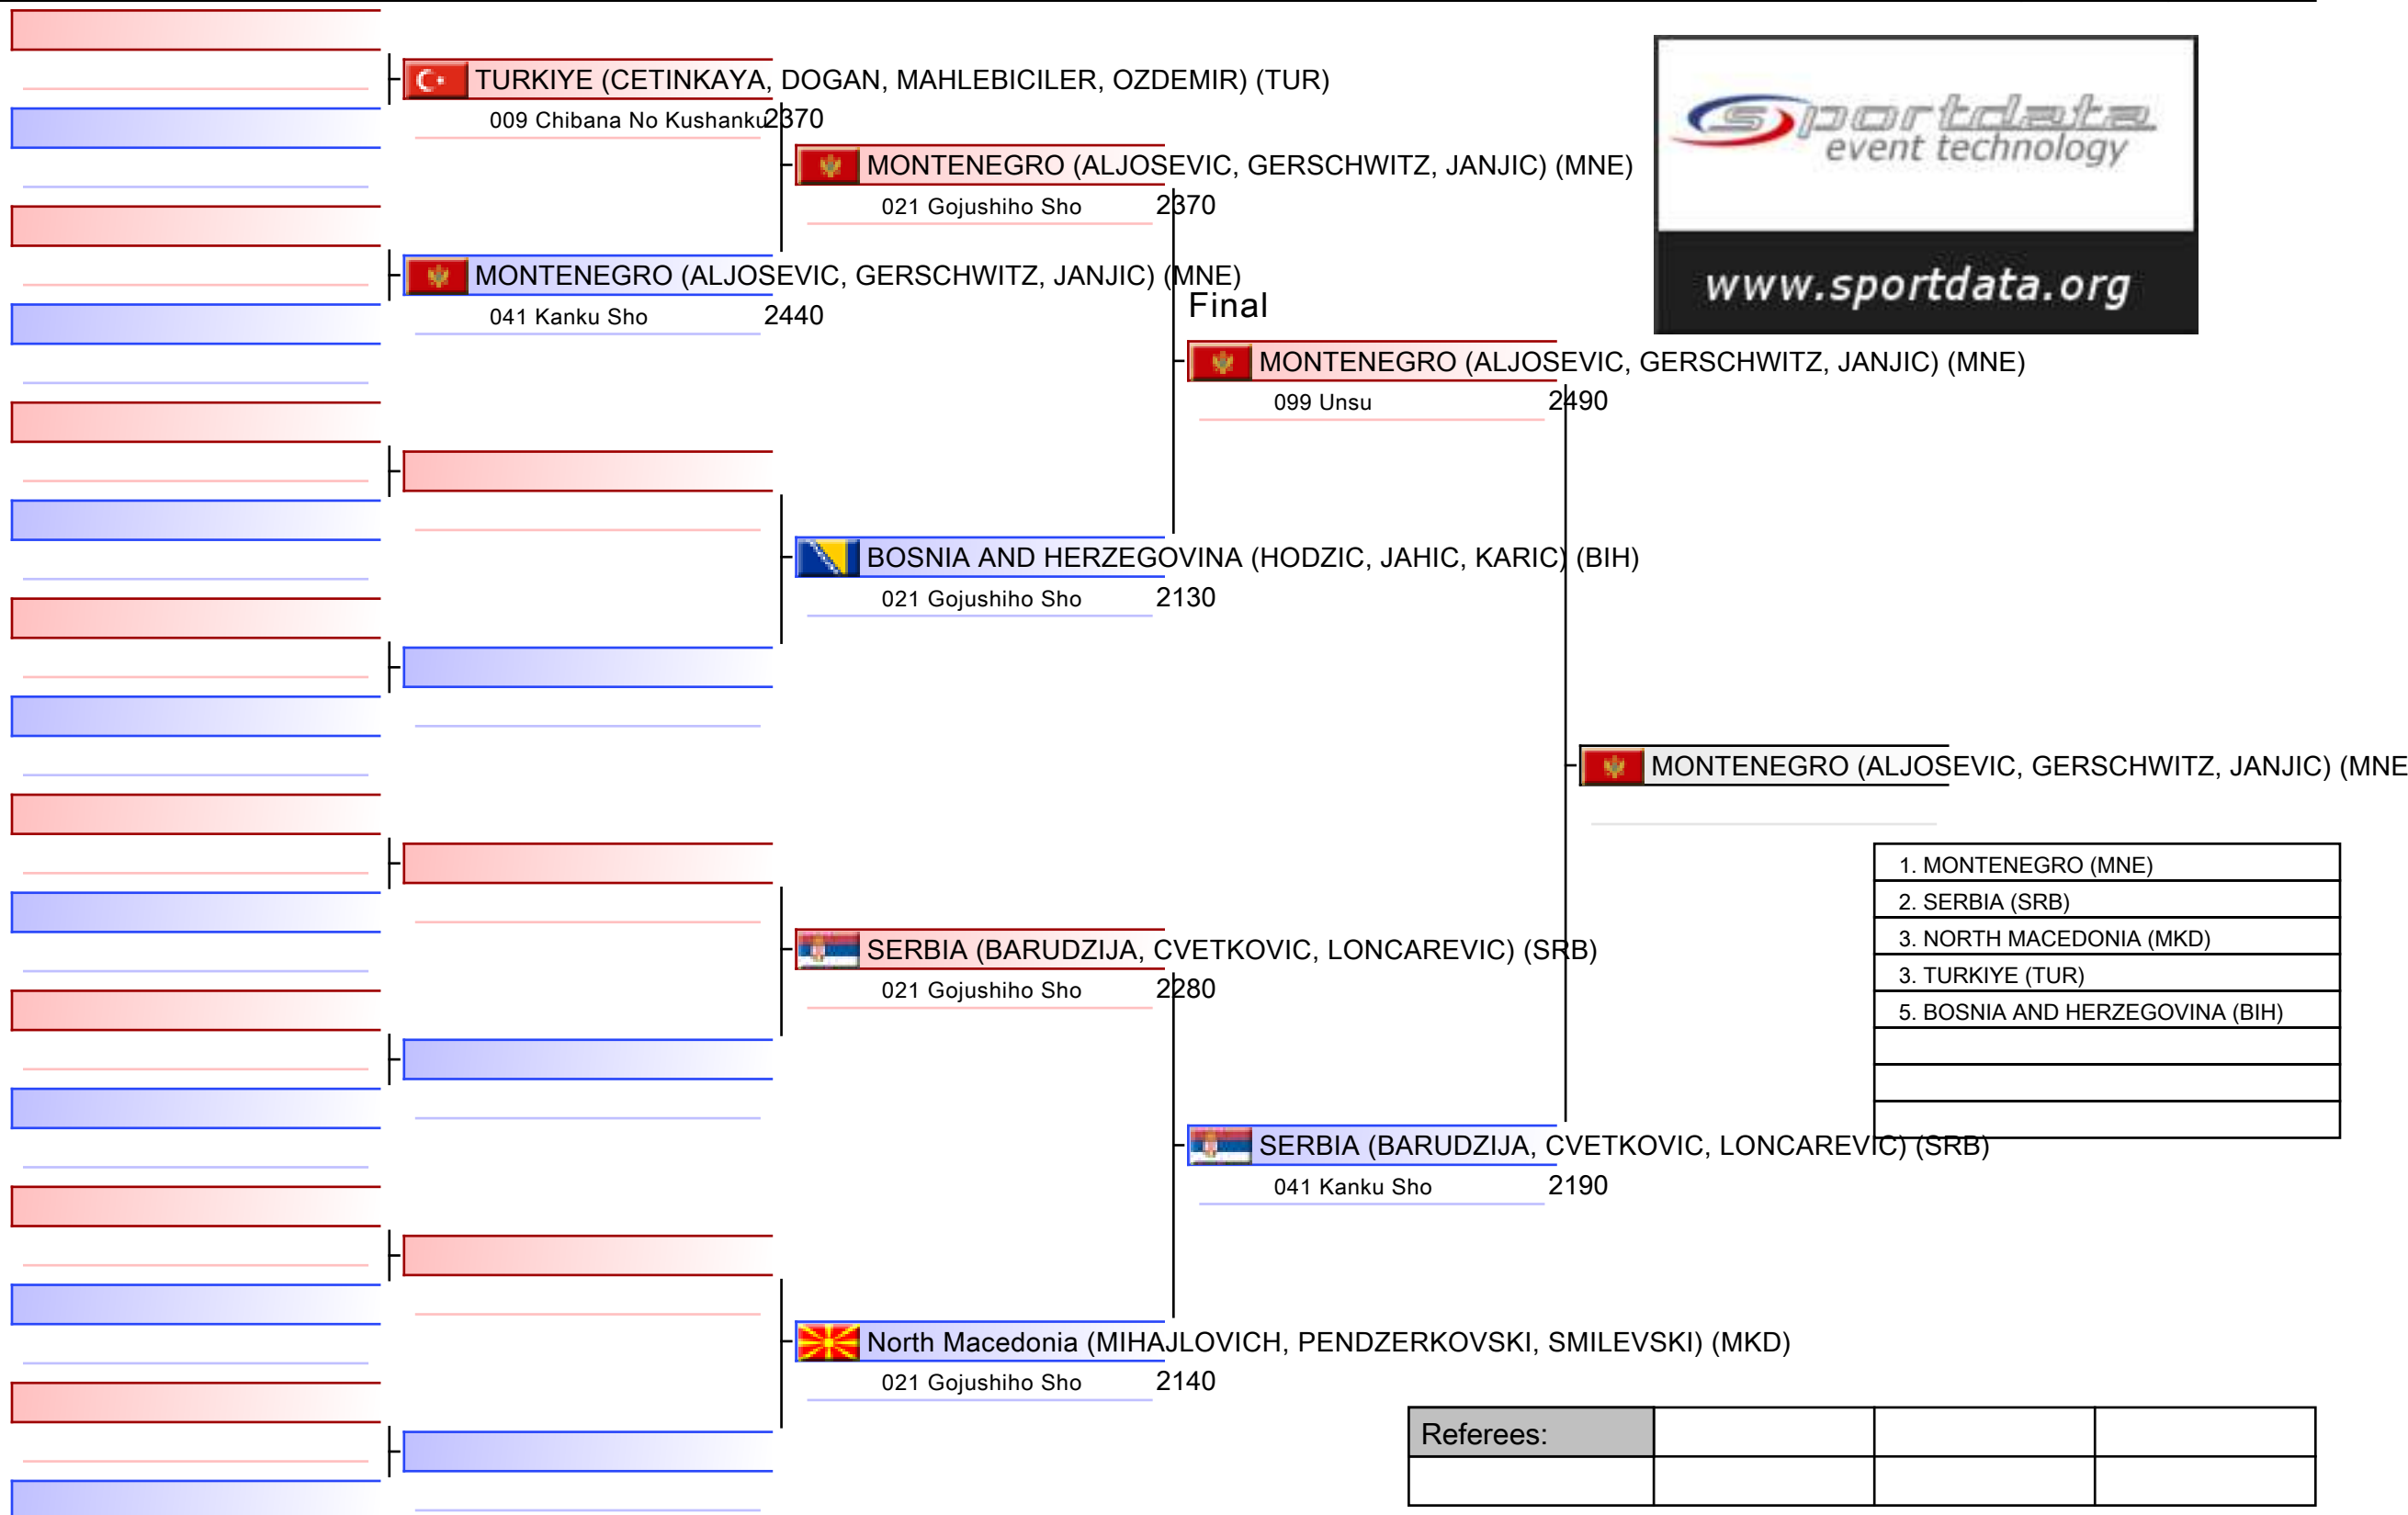 TURKIYE (CETINKAYA, DOGAN, MAHLEBICILER, OZDEMIR) (TUR)
009 Chibana No Kushanku 2370
MONTENEGRO (ALJOSEVIC, GERSCHWITZ, JANJIC) (MNE)
021 Gojushiho Sho 2370
MONTENEGRO (ALJOSEVIC, GERSCHWITZ, JANJIC) (MNE)
041 Kanku Sho 2440
Final
MONTENEGRO (ALJOSEVIC, GERSCHWITZ, JANJIC) (MNE)
099 Unsu 2490
BOSNIA AND HERZEGOVINA (HODZIC, JAHIC, KARIC) (BIH)
021 Gojushiho Sho 2130
MONTENEGRO (ALJOSEVIC, GERSCHWITZ, JANJIC) (MNE
SERBIA (BARUDZIJA, CVETKOVIC, LONCAREVIC) (SRB)
021 Gojushiho Sho 2280
SERBIA (BARUDZIJA, CVETKOVIC, LONCAREVIC) (SRB)
041 Kanku Sho 2190
North Macedonia (MIHAJLOVICH, PENDZERKOVSKI, SMILEVSKI) (MKD)
021 Gojushiho Sho 2140
sportdata
event technology
www.sportdata.org
1. MONTENEGRO (MNE)
2. SERBIA (SRB)
3. NORTH MACEDONIA (MKD)
3. TURKIYE (TUR)
5. BOSNIA AND HERZEGOVINA (BIH)
Referees: